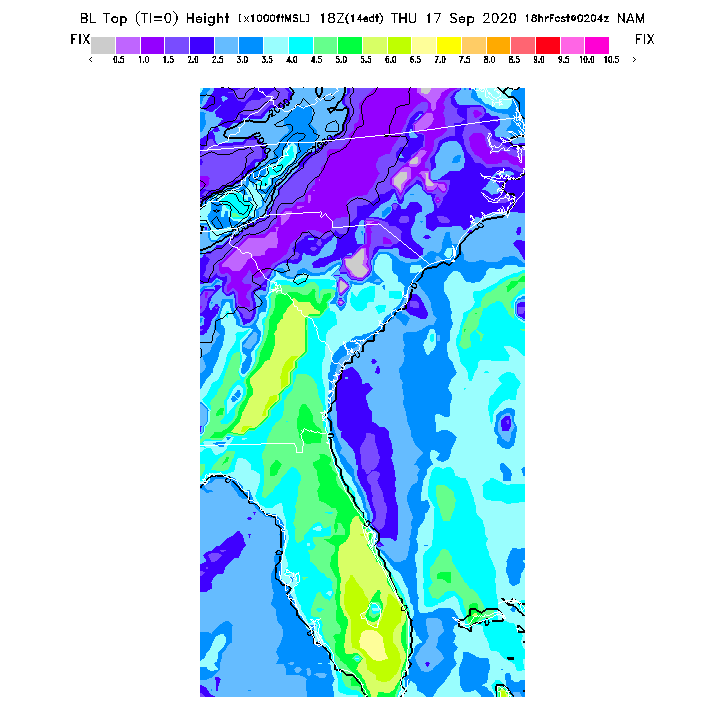 BL Top (TI=0) Height [x1000ftMSL] 18Z(14edt) THU 17 Sep 2020 18hrFcst@0204z NAM
FIX FIX
< 0.5 1.0 1.5 2.0 2.5 3.0 3.5 4.0 4.5 5.0 5.5 6.0 6.5 7.0 7.5 8.0 8.5 9.0 9.5 10.0 10.5 >